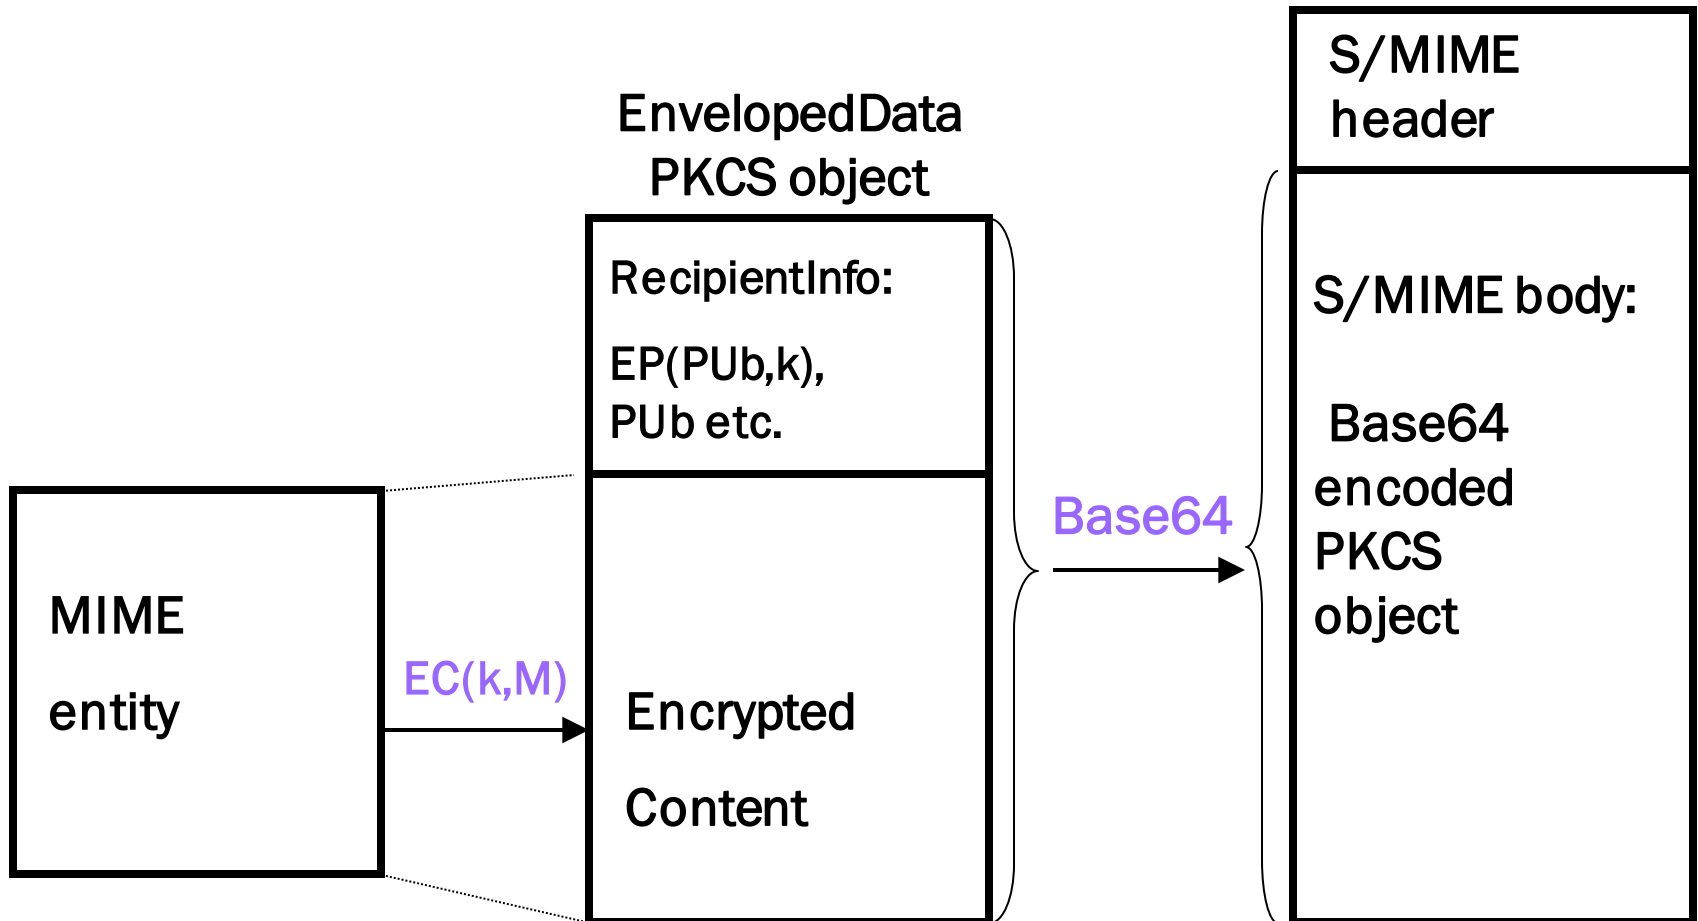 MIME
entity
EC(k,M)
EnvelopedData
PKCS object
RecipientInfo:
EP(PUb,k),
PUb etc.
Encrypted
Content
Base64
S/MIME
header
S/MIME body:
Base64
encoded
PKCS
object